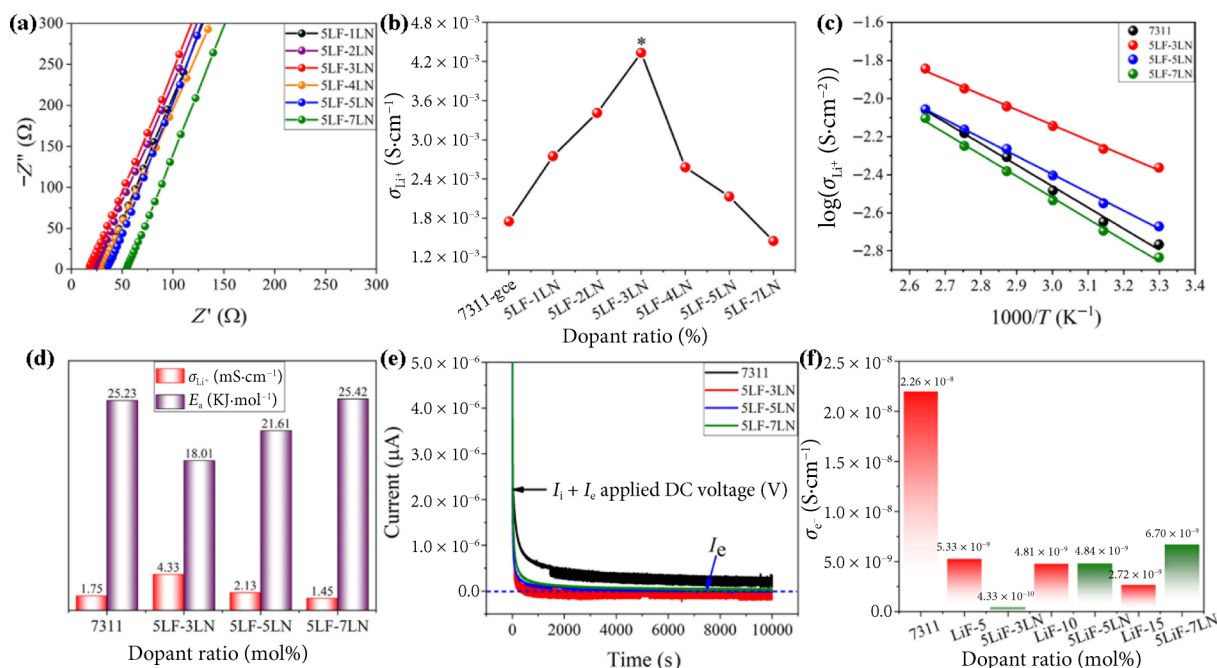 (a)
300
250
200
150
100
50
0
−Z″ (Ω)
0 50 100 150 200 250 300
Z′ (Ω)
5LF-1LN
5LF-2LN
5LF-3LN
5LF-4LN
5LF-5LN
5LF-7LN
(b)
4.8 × 10⁻³
4.2 × 10⁻³
3.6 × 10⁻³
3.0 × 10⁻³
2.4 × 10⁻³
1.8 × 10⁻³
1.2 × 10⁻³
σLi⁺ (S·cm⁻¹)
*
7311-gce 5LF-1LN 5LF-2LN 5LF-3LN 5LF-4LN 5LF-5LN 5LF-7LN
Dopant ratio (%)
(c)
−1.6
−1.8
−2.0
−2.2
−2.4
−2.6
−2.8
log(σLi⁺ (S·cm⁻²))
2.6 2.7 2.8 2.9 3.0 3.1 3.2 3.3 3.4
1000/T (K⁻¹)
7311
5LF-3LN
5LF-5LN
5LF-7LN
(d)
σLi⁺ (mS·cm⁻¹)
Eₐ (KJ·mol⁻¹)
25.23
18.01
21.61
25.42
1.75
4.33
2.13
1.45
7311 5LF-3LN 5LF-5LN 5LF-7LN
Dopant ratio (mol%)
(e)
5.0 × 10⁻⁶
4.0 × 10⁻⁶
3.0 × 10⁻⁶
2.0 × 10⁻⁶
1.0 × 10⁻⁶
0.0
Current (μA)
7311
5LF-3LN
5LF-5LN
5LF-7LN
Iᵢ + Iₑ applied DC voltage (V)
Iₑ
0 2000 4000 6000 8000 10000
Time (s)
(f)
2.5 × 10⁻⁸
2.0 × 10⁻⁸
1.5 × 10⁻⁸
1.0 × 10⁻⁸
5.0 × 10⁻⁹
0.0
σe⁻ (S·cm⁻¹)
2.26 × 10⁻⁸
5.33 × 10⁻⁹
4.33 × 10⁻¹⁰
4.81 × 10⁻⁹
4.84 × 10⁻⁹
2.72 × 10⁻⁹
6.70 × 10⁻⁹
7311 LiF-5 5LiF-3LN LiF-10 5LiF-5LN LiF-15 5LiF-7LN
Dopant ratio (mol%)